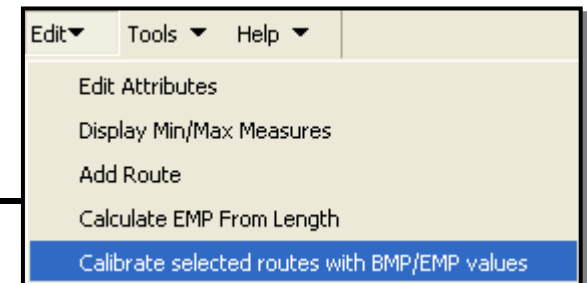 Edit▼ Tools ▼ Help ▼
Edit Attributes
Display Min/Max Measures
Add Route
Calculate EMP From Length
Calibrate selected routes with BMP/EMP values